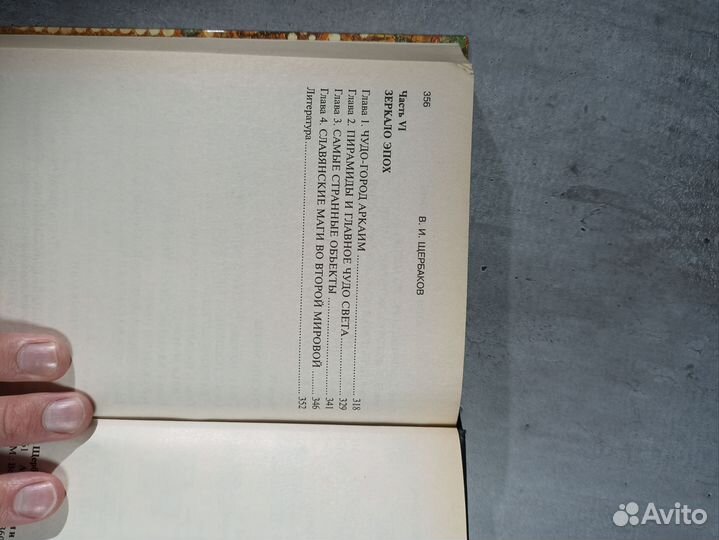 356
В. И. ЩЕРБАКОВ
Часть VI
ЗЕРКАЛО ЭПОХ
Глава 1. ЧУДО-ГОРОД АРКАИМ 318
Глава 2. ПИРАМИДЫ И ГЛАВНОЕ ЧУДО СВЕТА 329
Глава 3. САМЫЕ СТРАННЫЕ ОБЪЕКТЫ 341
Глава 4. СЛАВЯНСКИЕ МАГИ ВО ВТОРОЙ МИРОВОЙ 346
Литература 352
Avito